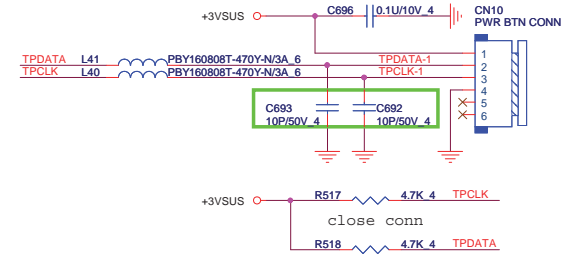 C696 0.1U/10V_4 CN10
+3VSUS PWR BTN CONN
TPDATA L41 PBY160808T-470Y-N/3A_6 TPDATA-1 1
TPCLK L40 PBY160808T-470Y-N/3A_6 TPCLK-1 2
3
4
C693 C692 5
10P/50V_4 10P/50V_4 6
+3VSUS R517 4.7K_4 TPCLK
close conn
R518 4.7K_4 TPDATA